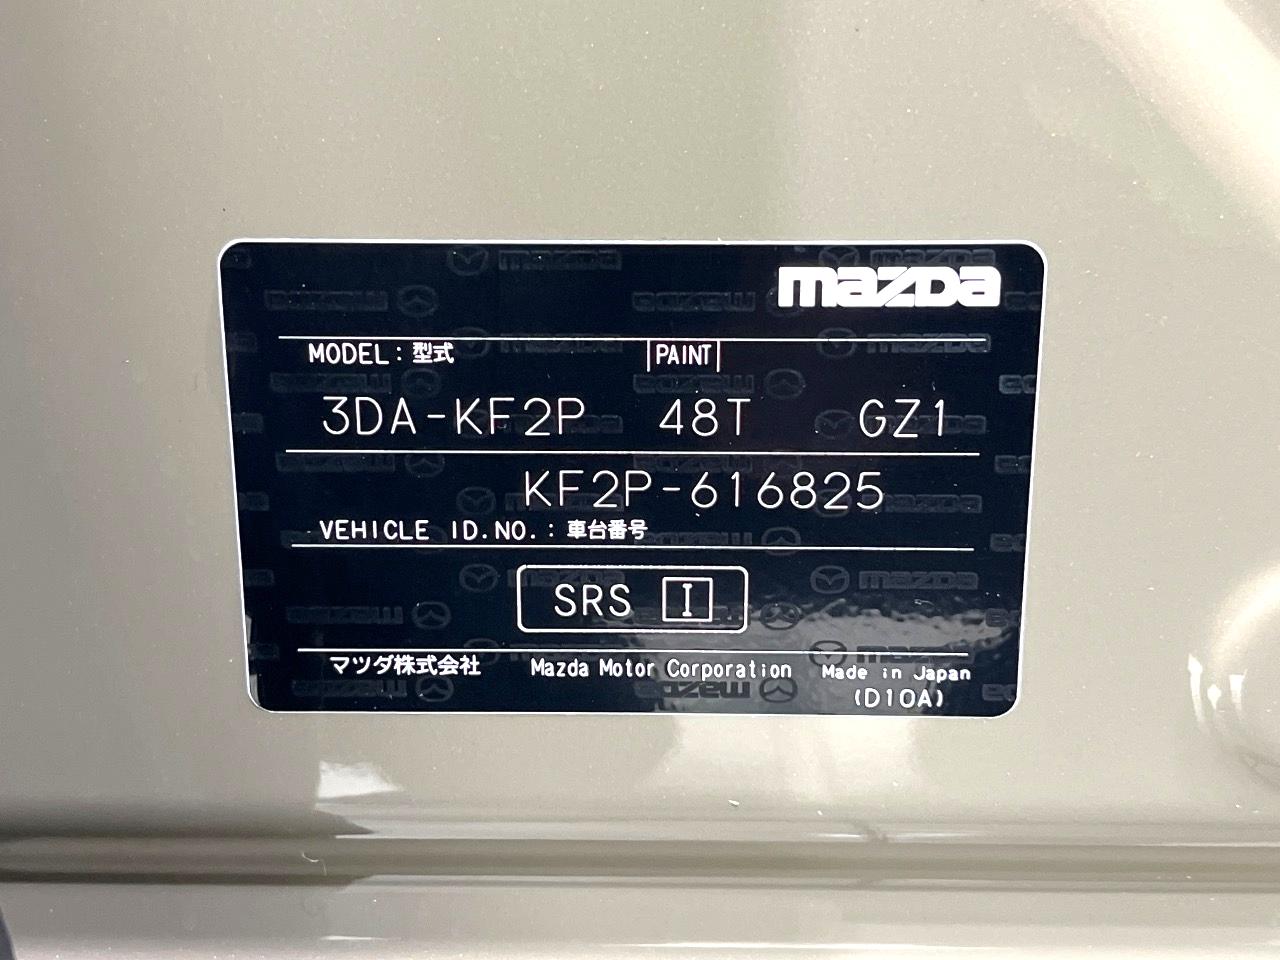 mazda
MODEL：型式 PAINT
3DA-KF2P 48T GZ1
KF2P-616825
VEHICLE ID.NO.：車台番号
SRS I
マツダ株式会社 Mazda Motor Corporation Made in Japan
(D10A)